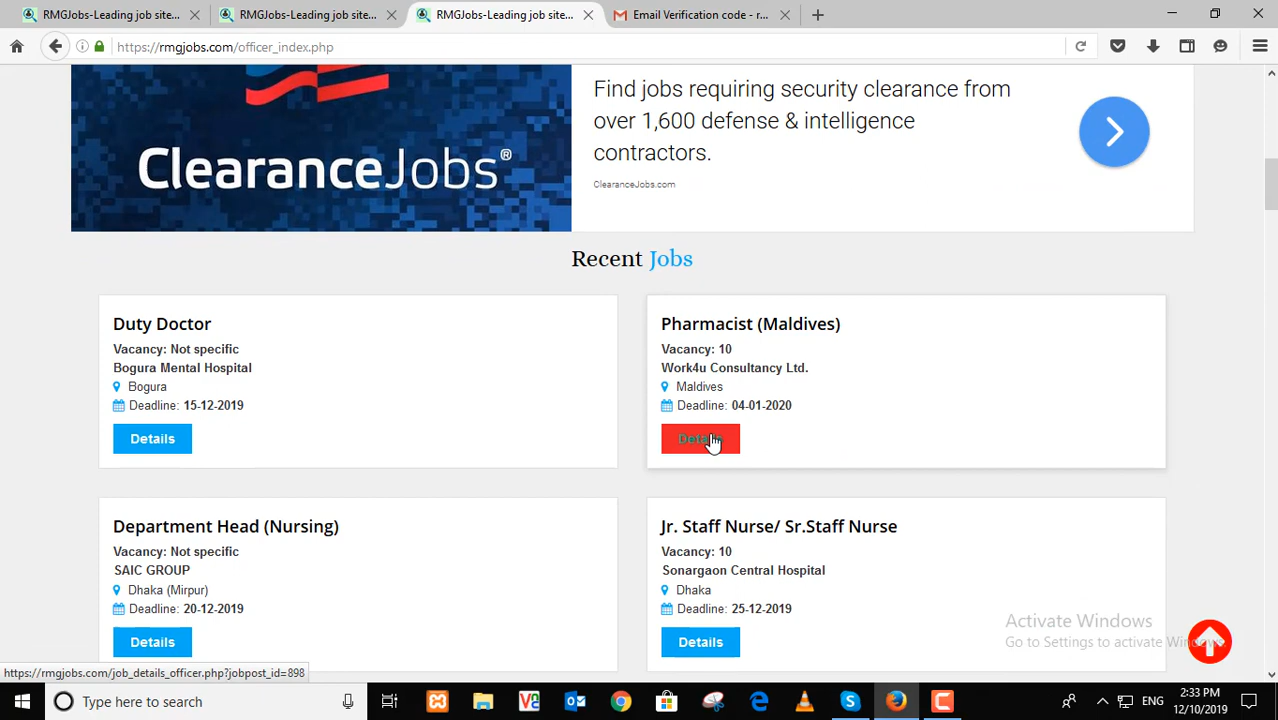 RMGJobs-Leading job site...
RMGJobs-Leading job site...
RMGJobs-Leading job site...
Email Verification code - r...
https://rmgjobs.com/officer_index.php
ClearanceJobs®
Find jobs requiring security clearance from
over 1,600 defense & intelligence
contractors.
ClearanceJobs.com
Recent Jobs
Duty Doctor
Vacancy: Not specific
Bogura Mental Hospital
Bogura
Deadline: 15-12-2019
Details
Pharmacist (Maldives)
Vacancy: 10
Work4u Consultancy Ltd.
Maldives
Deadline: 04-01-2020
Details
Department Head (Nursing)
Vacancy: Not specific
SAIC GROUP
Dhaka (Mirpur)
Deadline: 20-12-2019
Details
Jr. Staff Nurse/ Sr.Staff Nurse
Vacancy: 10
Sonargaon Central Hospital
Dhaka
Deadline: 25-12-2019
Details
Activate Windows
Go to Settings to activate Windows.
https://rmgjobs.com/job_details_officer.php?jobpost_id=898
Type here to search
ENG
2:33 PM
12/10/2019